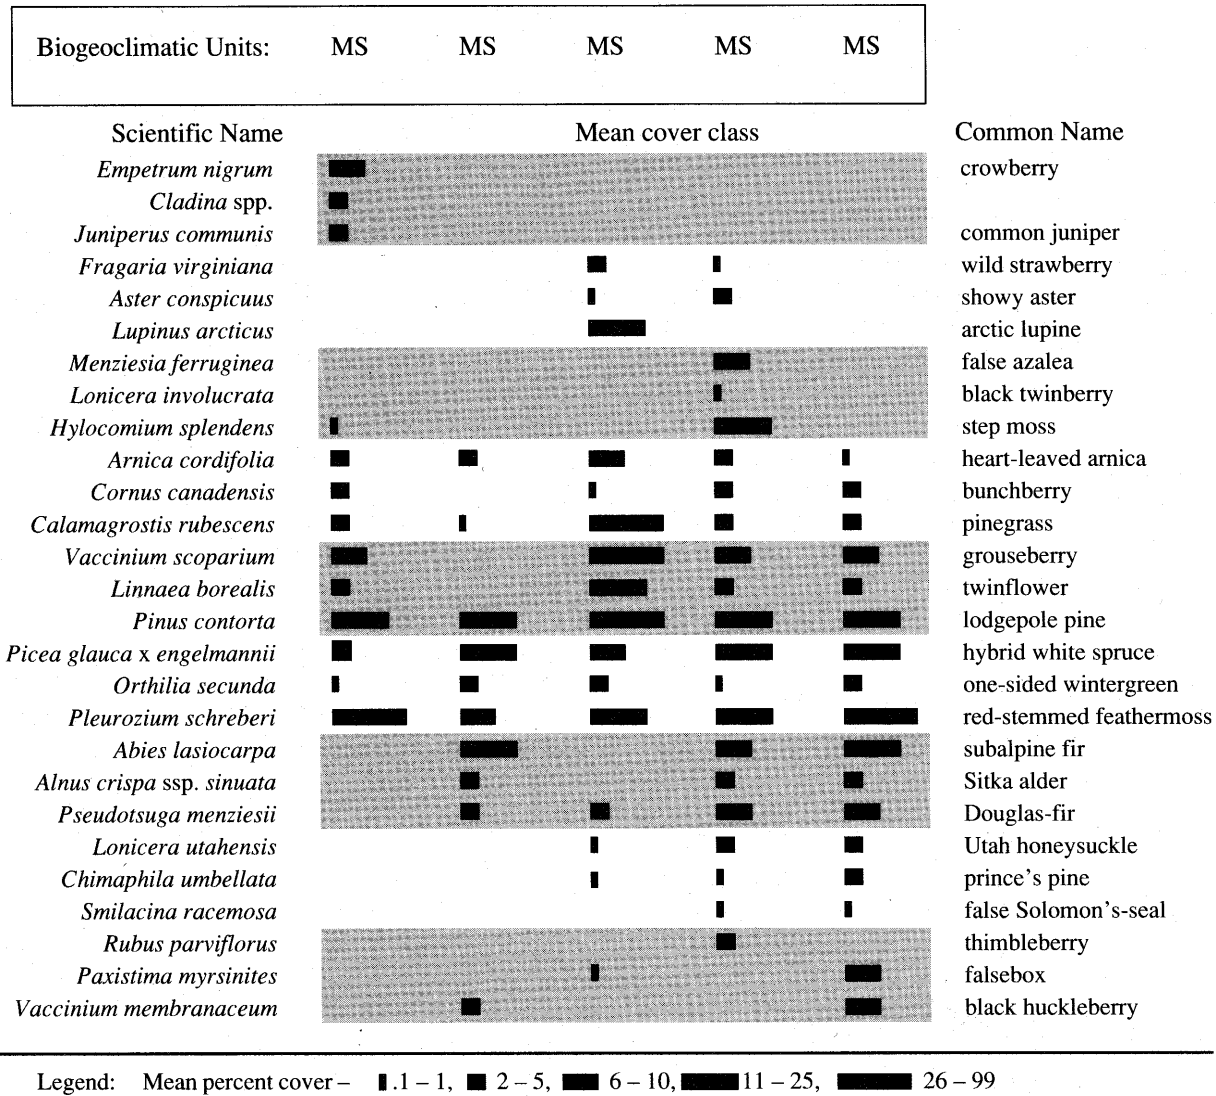 Biogeoclimatic Units: MS MS MS MS MS
Scientific Name Mean cover class Common Name
Empetrum nigrum crowberry
Cladina spp.
Juniperus communis common juniper
Fragaria virginiana wild strawberry
Aster conspicuus showy aster
Lupinus arcticus arctic lupine
Menziesia ferruginea false azalea
Lonicera involucrata black twinberry
Hylocomium splendens step moss
Arnica cordifolia heart-leaved arnica
Cornus canadensis bunchberry
Calamagrostis rubescens pinegrass
Vaccinium scoparium grouseberry
Linnaea borealis twinflower
Pinus contorta lodgepole pine
Picea glauca x engelmannii hybrid white spruce
Orthilia secunda one-sided wintergreen
Pleurozium schreberi red-stemmed feathermoss
Abies lasiocarpa subalpine fir
Alnus crispa ssp. sinuata Sitka alder
Pseudotsuga menziesii Douglas-fir
Lonicera utahensis Utah honeysuckle
Chimaphila umbellata prince's pine
Smilacina racemosa false Solomon's-seal
Rubus parviflorus thimbleberry
Paxistima myrsinites falsebox
Vaccinium membranaceum black huckleberry
Legend: Mean percent cover – .1 – 1, 2 – 5, 6 – 10, 11 – 25, 26 – 99